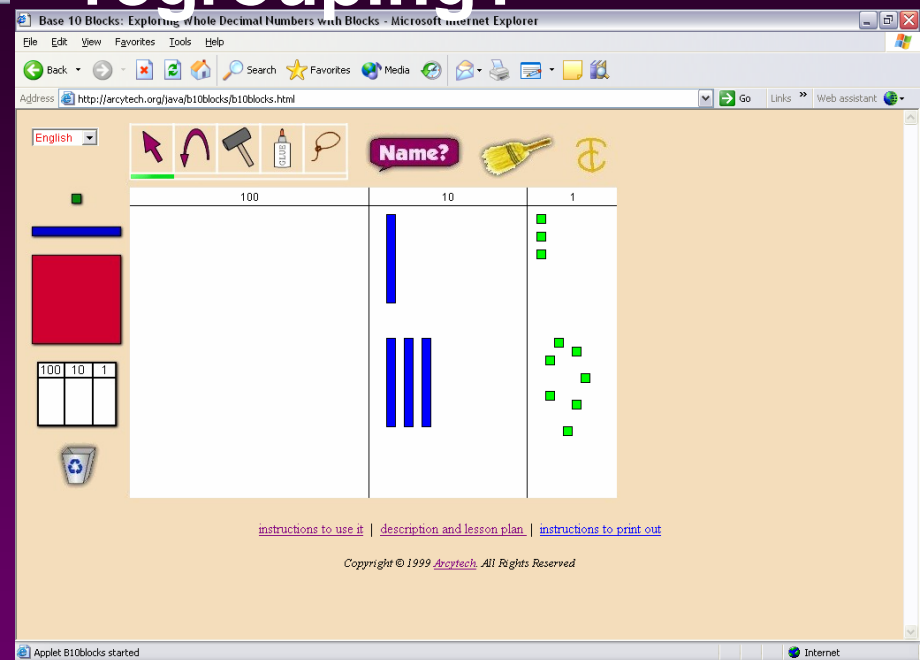 regrouping?
Base 10 Blocks: Exploring Whole Decimal Numbers with Blocks - Microsoft Internet Explorer
File Edit View Favorites Tools Help
Back Search Favorites Media
Address http://arcytech.org/java/b10blocks/b10blocks.html Go Links » Web assistant
English GLUE Name?
100 10 1
100 10 1
instructions to use it | description and lesson plan | instructions to print out
Copyright © 1999 Arcytech. All Rights Reserved
Applet B10blocks started Internet